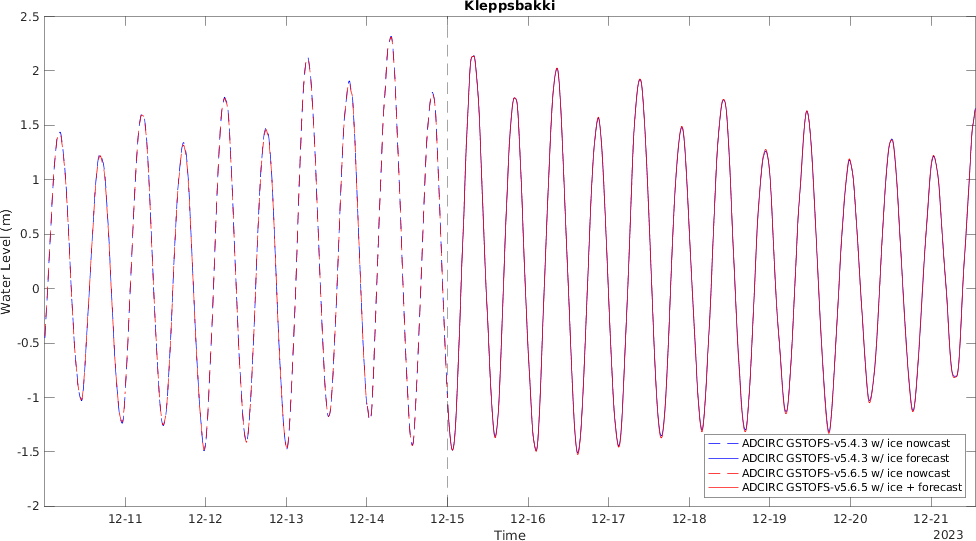 Kleppsbakki
2.5
2
1.5
1
0.5
0
-0.5
-1
-1.5
-2
Water Level (m)
12-11 12-12 12-13 12-14 12-15 12-16 12-17 12-18 12-19 12-20 12-21
Time
2023
ADCIRC GSTOFS-v5.4.3 w/ ice nowcast
ADCIRC GSTOFS-v5.4.3 w/ ice forecast
ADCIRC GSTOFS-v5.6.5 w/ ice nowcast
ADCIRC GSTOFS-v5.6.5 w/ ice + forecast